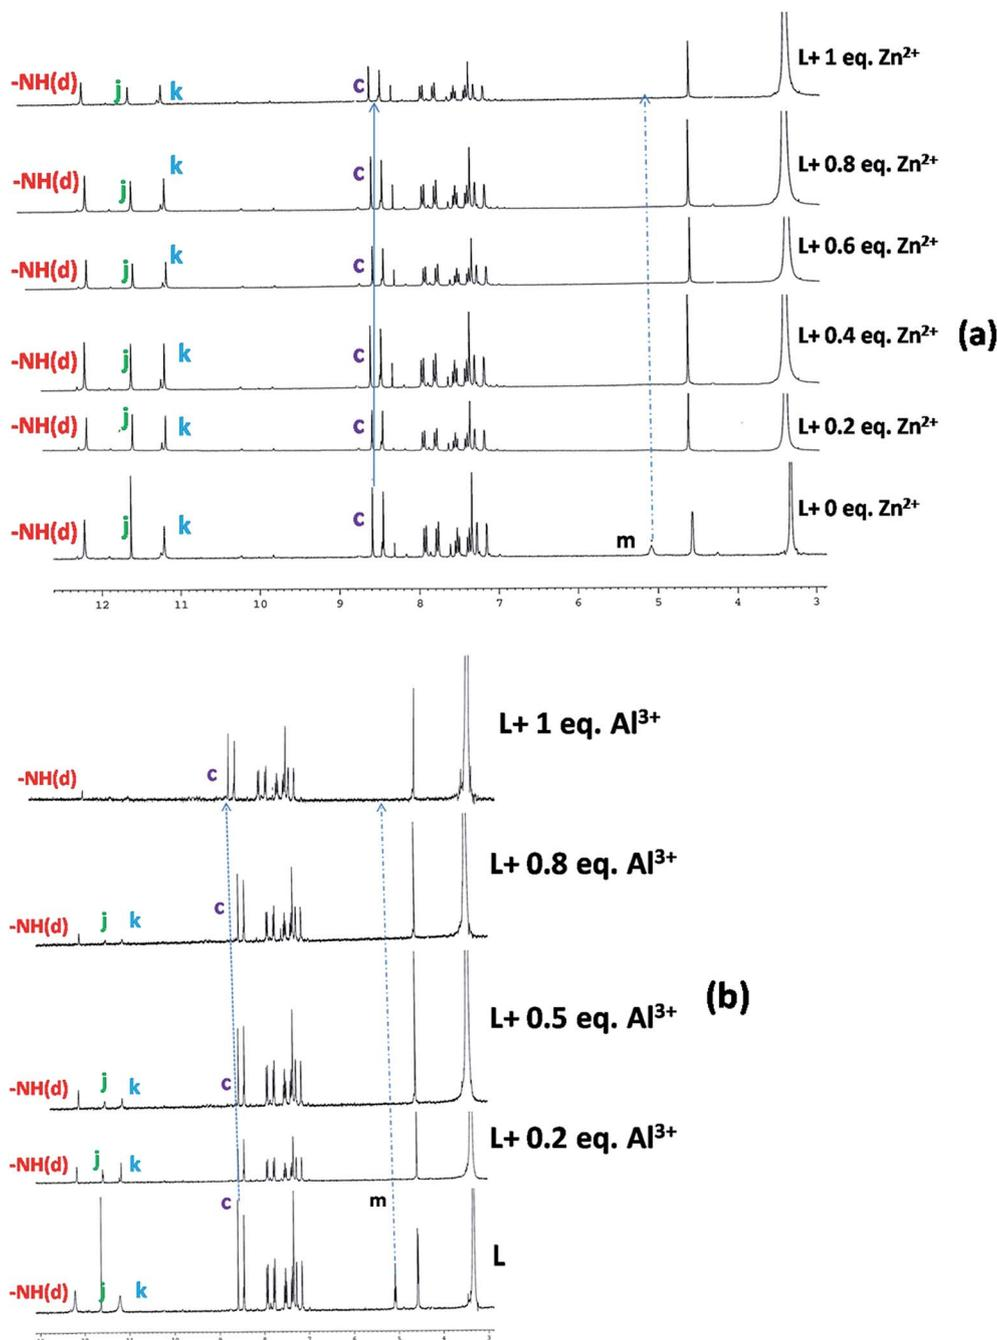 -NH(d) j k c L+ 1 eq. Zn²⁺
-NH(d) j k c L+ 0.8 eq. Zn²⁺
-NH(d) j k c L+ 0.6 eq. Zn²⁺
-NH(d) j k c L+ 0.4 eq. Zn²⁺ (a)
-NH(d) j k c L+ 0.2 eq. Zn²⁺
-NH(d) j k c m L+ 0 eq. Zn²⁺
12 11 10 9 8 7 6 5 4 3
-NH(d) c L+ 1 eq. Al³⁺
-NH(d) j k c L+ 0.8 eq. Al³⁺
-NH(d) j k c L+ 0.5 eq. Al³⁺ (b)
-NH(d) j k L+ 0.2 eq. Al³⁺
c m
-NH(d) j k L